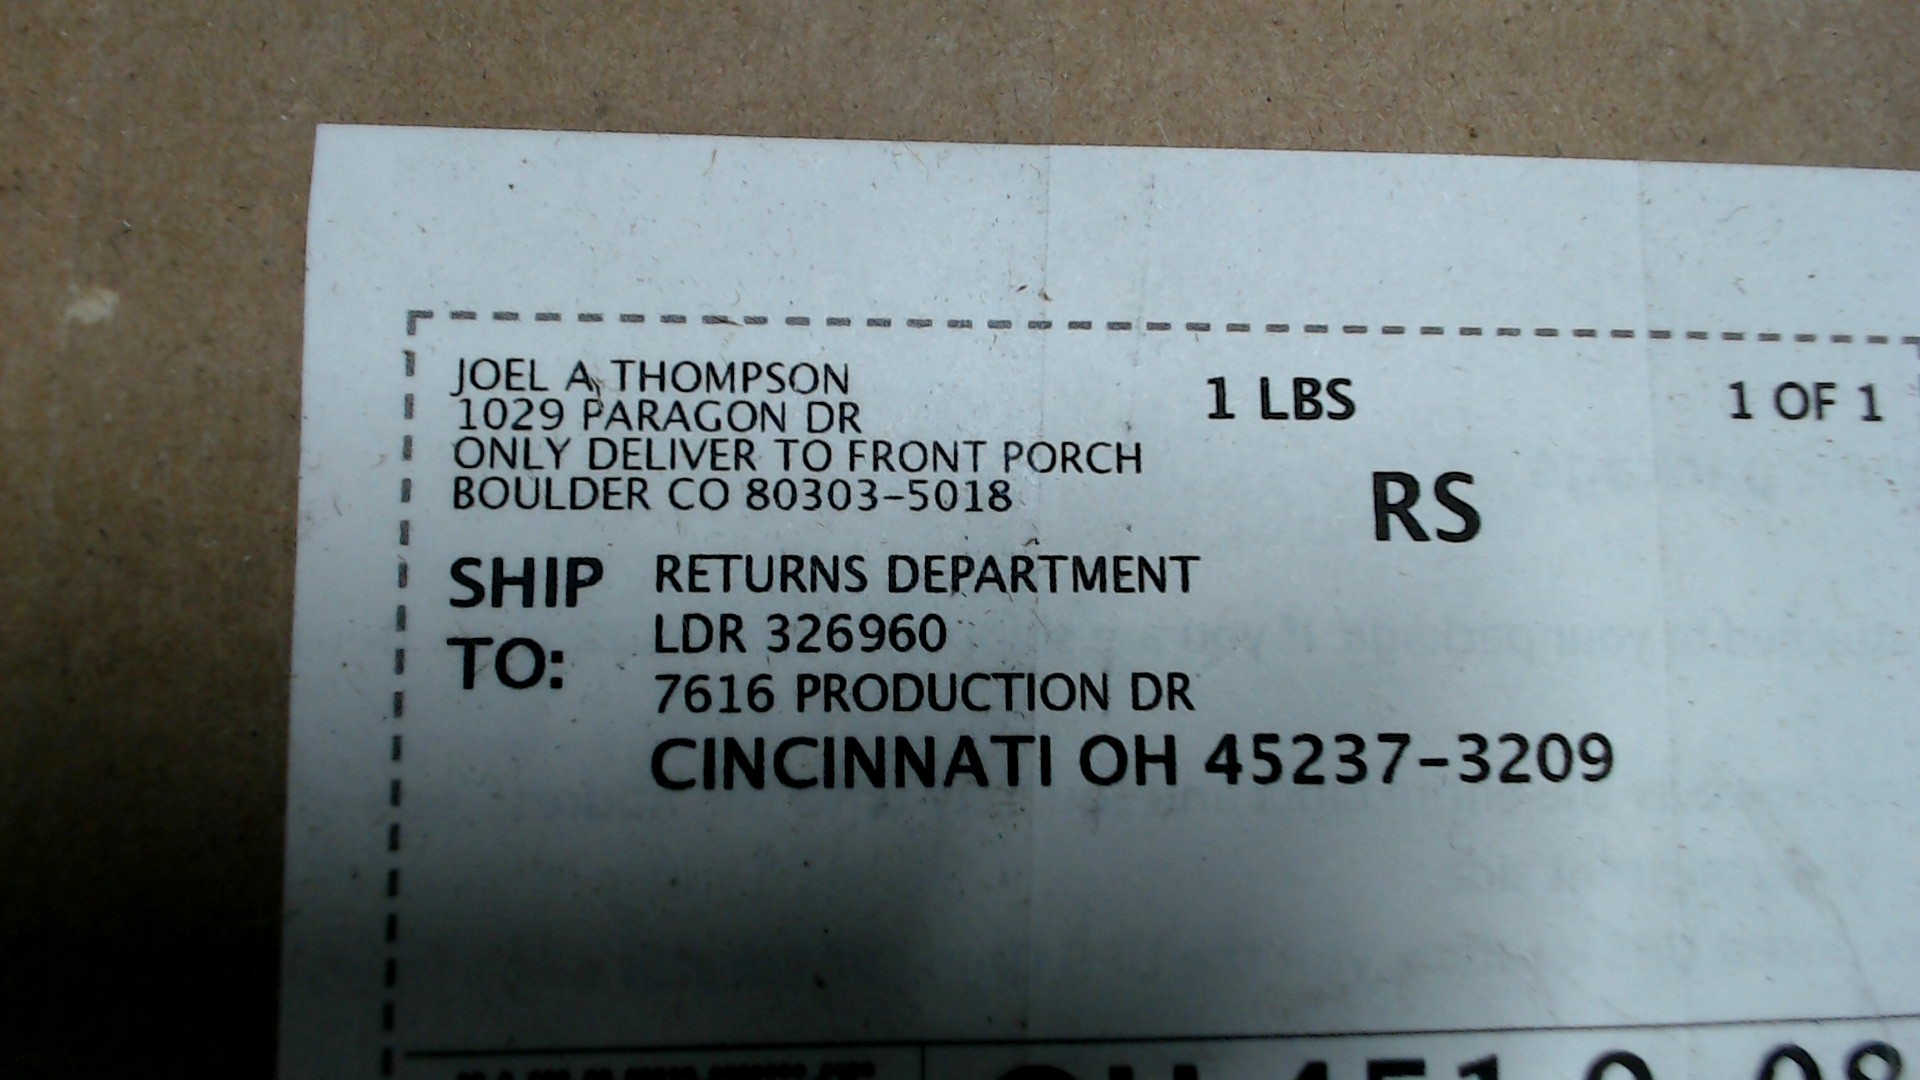 JOEL A THOMPSON
1029 PARAGON DR
ONLY DELIVER TO FRONT PORCH
BOULDER CO 80303-5018
1 LBS
1 OF 1
RS
SHIP TO:
RETURNS DEPARTMENT
LDR 326960
7616 PRODUCTION DR
CINCINNATI OH 45237-3209